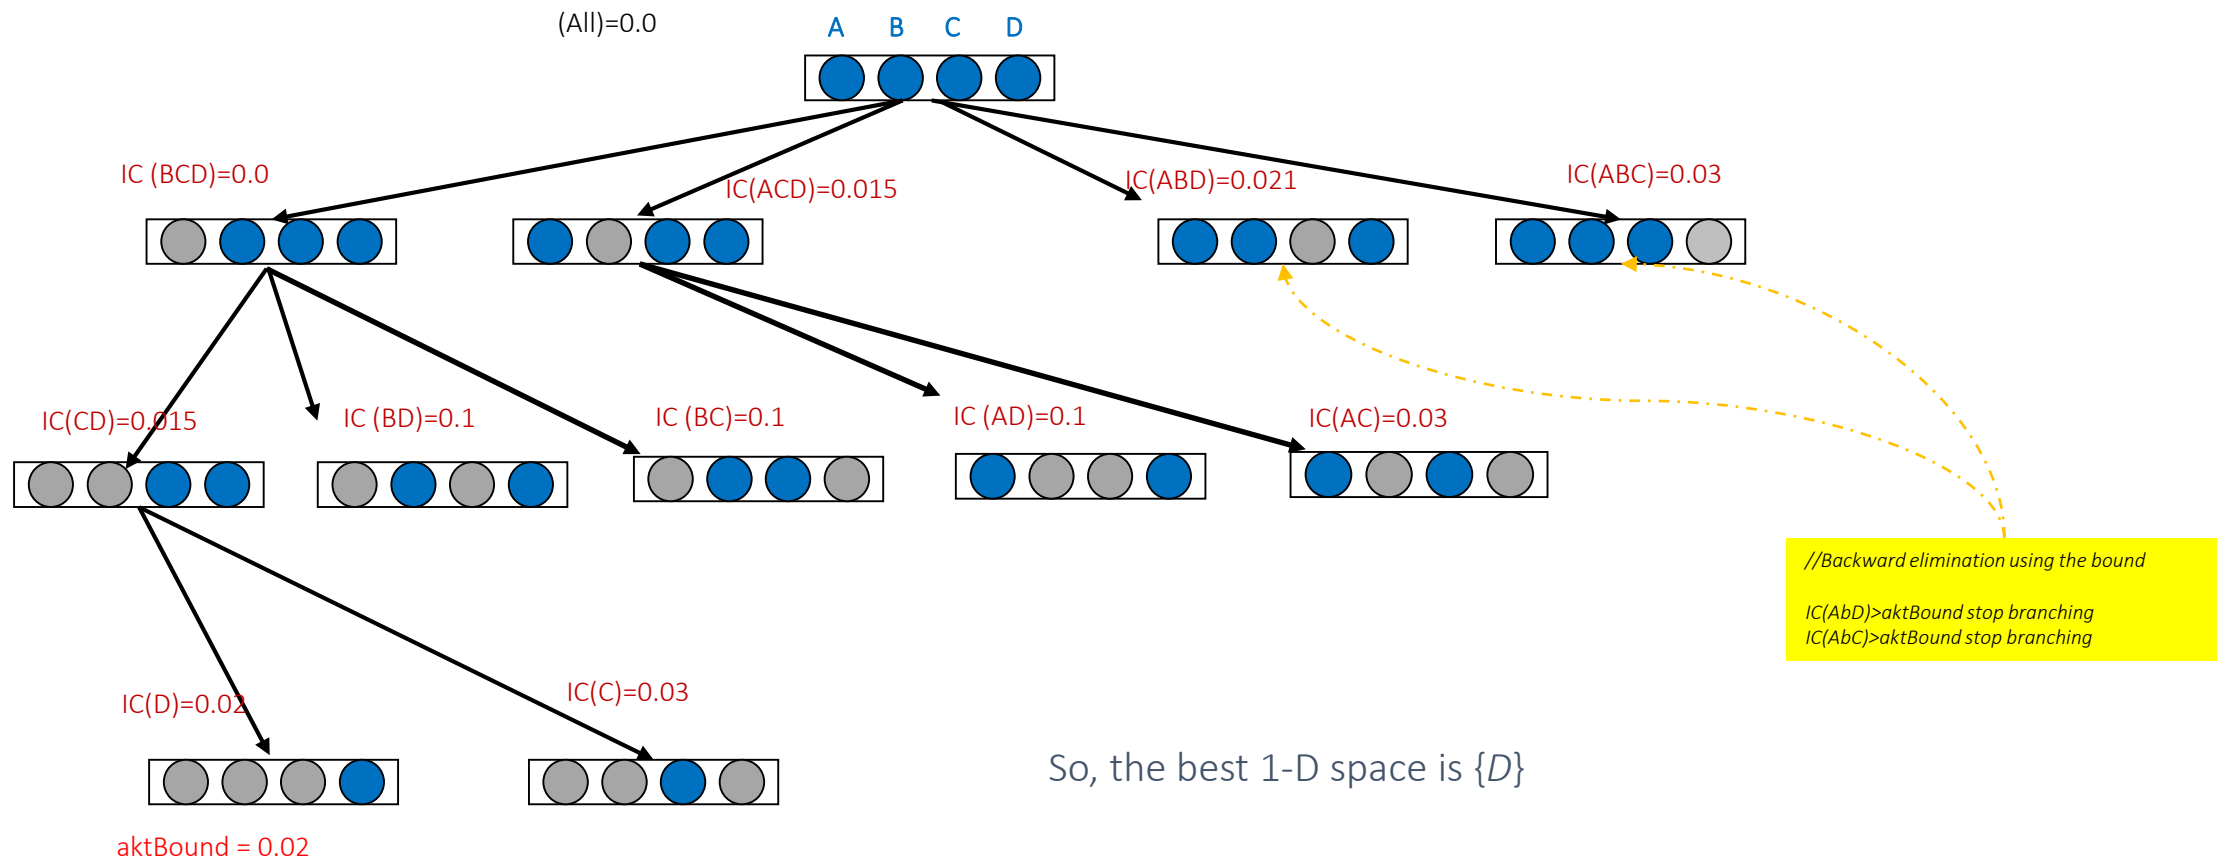 (All)=0.0
A B C D
IC (BCD)=0.0
IC(ACD)=0.015
IC(ABD)=0.021
IC(ABC)=0.03
IC(CD)=0.015
IC (BD)=0.1
IC (BC)=0.1
IC (AD)=0.1
IC(AC)=0.03
//Backward elimination using the bound
IC(AbD)>aktBound stop branching
IC(AbC)>aktBound stop branching
IC(D)=0.02
IC(C)=0.03
So, the best 1-D space is {D}
aktBound = 0.02